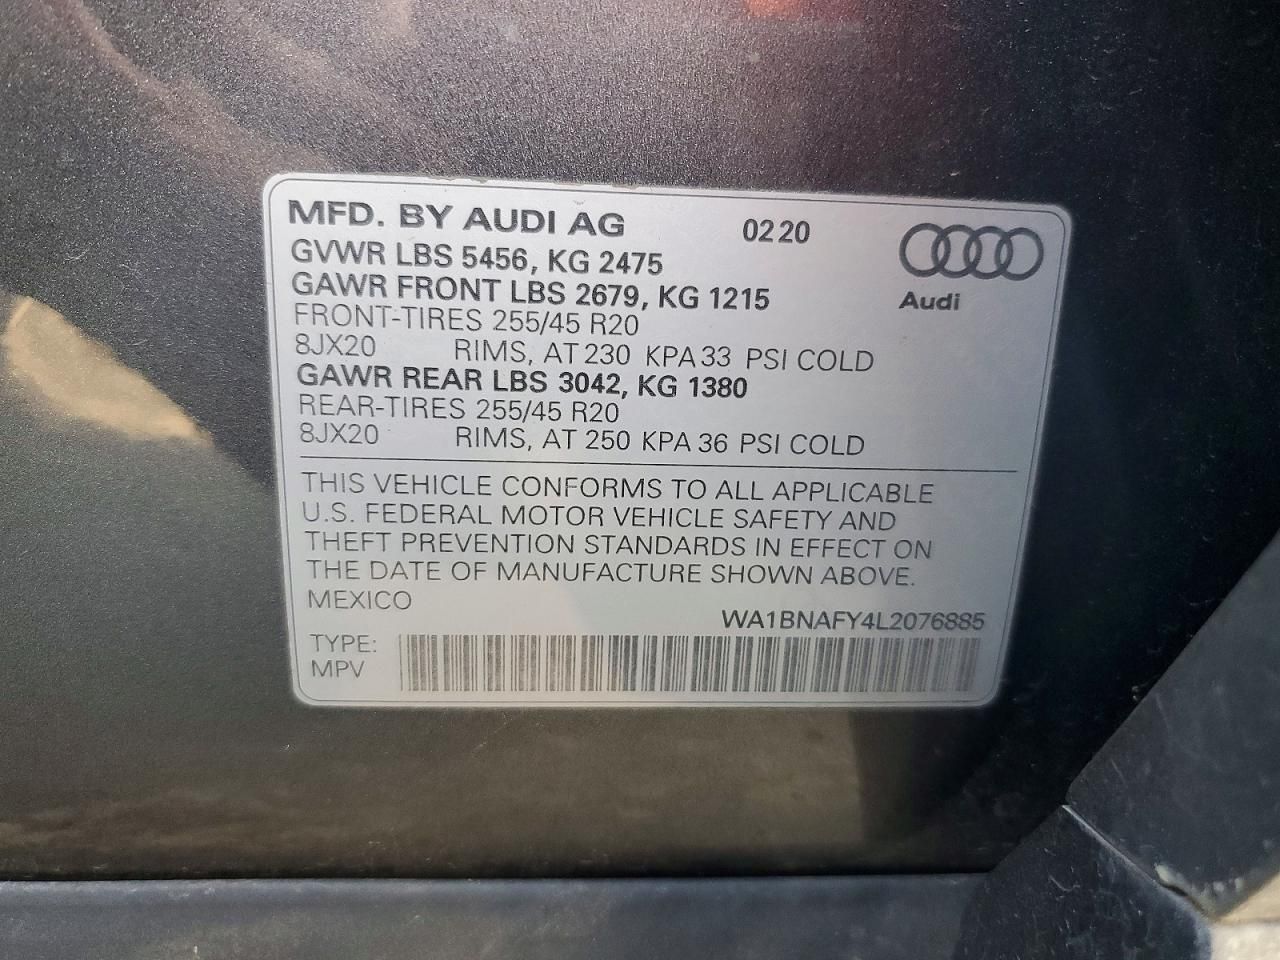 MFD. BY AUDI AG 0220
GVWR LBS 5456, KG 2475
GAWR FRONT LBS 2679, KG 1215
Audi
FRONT-TIRES 255/45 R20
8JX20 RIMS, AT 230 KPA 33 PSI COLD
GAWR REAR LBS 3042, KG 1380
REAR-TIRES 255/45 R20
8JX20 RIMS, AT 250 KPA 36 PSI COLD
THIS VEHICLE CONFORMS TO ALL APPLICABLE
U.S. FEDERAL MOTOR VEHICLE SAFETY AND
THEFT PREVENTION STANDARDS IN EFFECT ON
THE DATE OF MANUFACTURE SHOWN ABOVE.
MEXICO
WA1BNAFY4L2076885
TYPE:
MPV